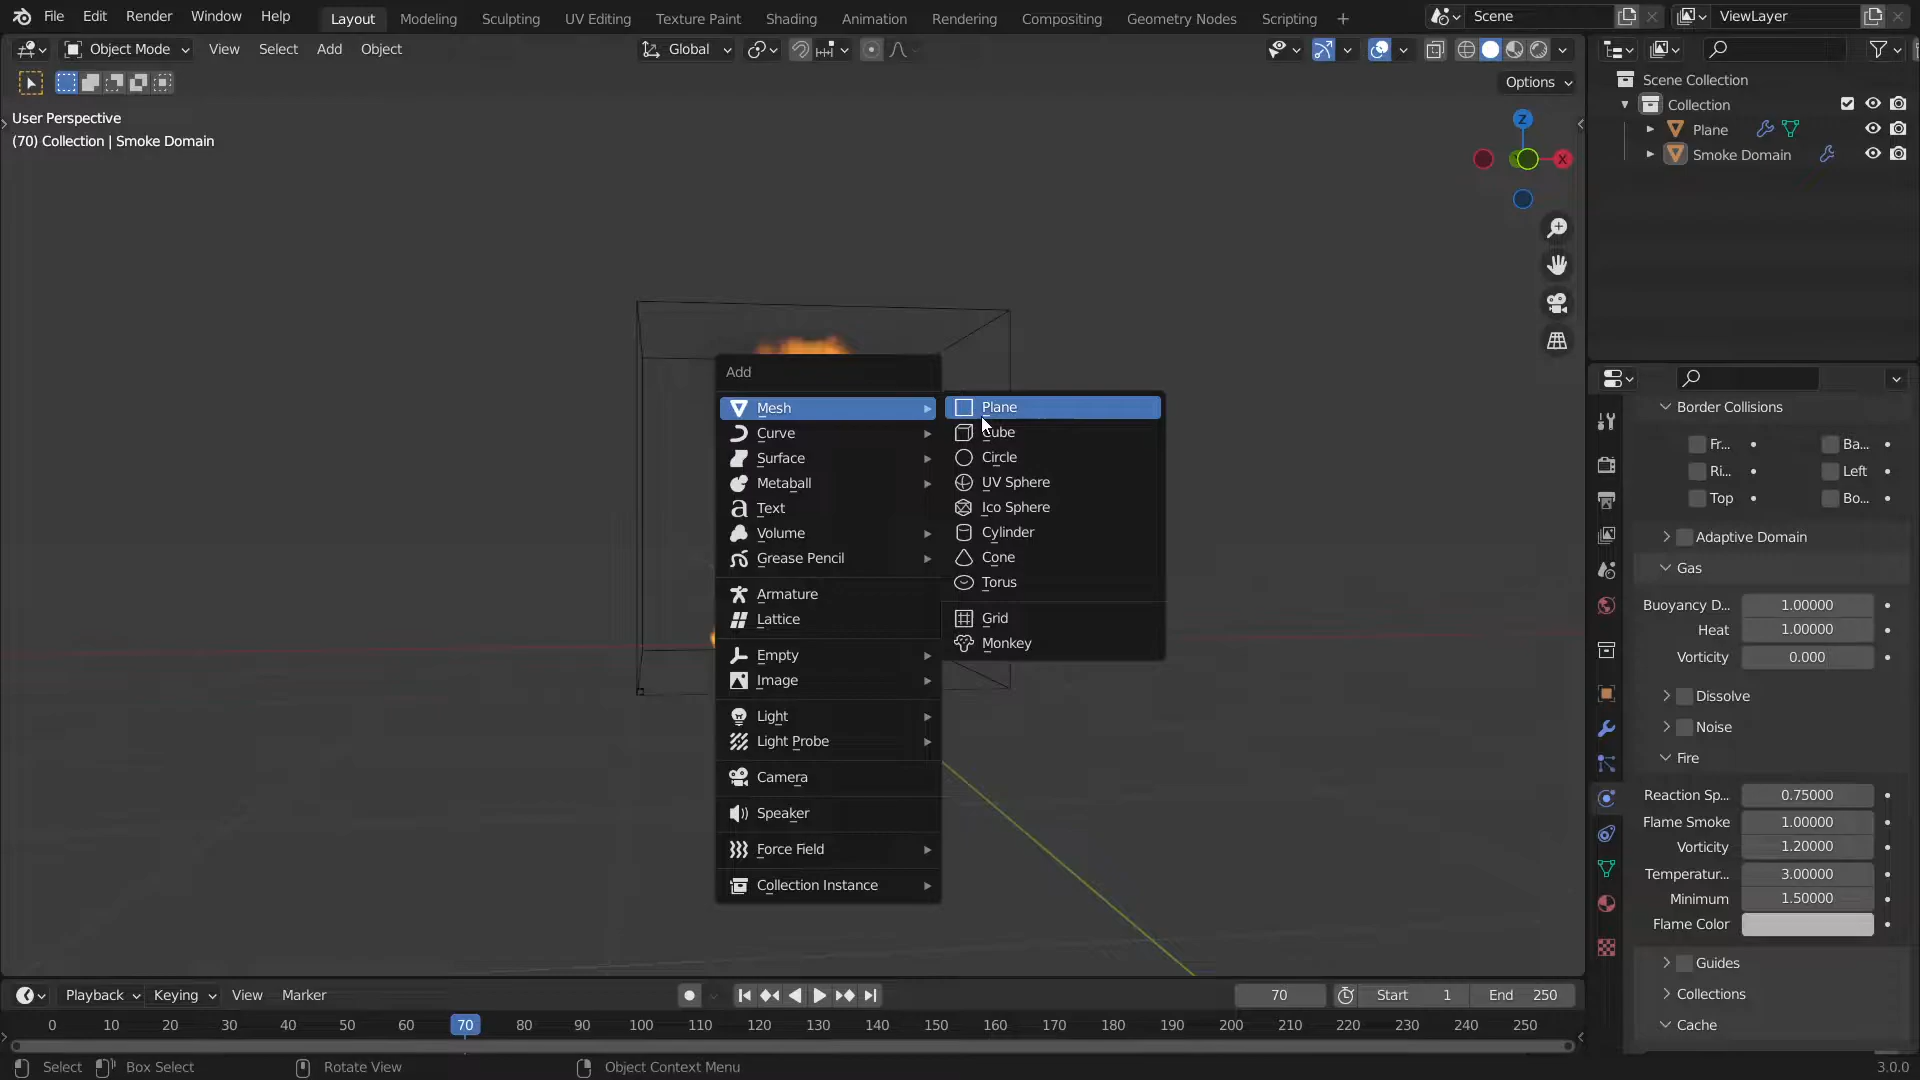 File Edit Render Window Help
Layout Modeling Sculpting UV Editing Texture Paint Shading Animation Rendering Compositing Geometry Nodes Scripting +
Scene
ViewLayer
Object Mode View Select Add Object
Global
Options
User Perspective
(70) Collection | Smoke Domain
Z
X
Scene Collection
Collection
Plane
Smoke Domain
Add
Mesh
Curve
Surface
Metaball
Text
Volume
Grease Pencil
Armature
Lattice
Empty
Image
Light
Light Probe
Camera
Speaker
Force Field
Collection Instance
Plane
Cube
Circle
UV Sphere
Ico Sphere
Cylinder
Cone
Torus
Grid
Monkey
Border Collisions
Fr... Ba...
Ri... Left
Top Bo...
Adaptive Domain
Gas
Buoyancy D... 1.00000
Heat 1.00000
Vorticity 0.000
Dissolve
Noise
Fire
Reaction Sp... 0.75000
Flame Smoke 1.00000
Vorticity 1.20000
Temperatur... 3.00000
Minimum 1.50000
Flame Color
Guides
Collections
Cache
Playback Keying View Marker
70 Start 1 End 250
0 10 20 30 40 50 60 70 80 90 100 110 120 130 140 150 160 170 180 190 200 210 220 230 240 250
Select Box Select Rotate View Object Context Menu 3.0.0